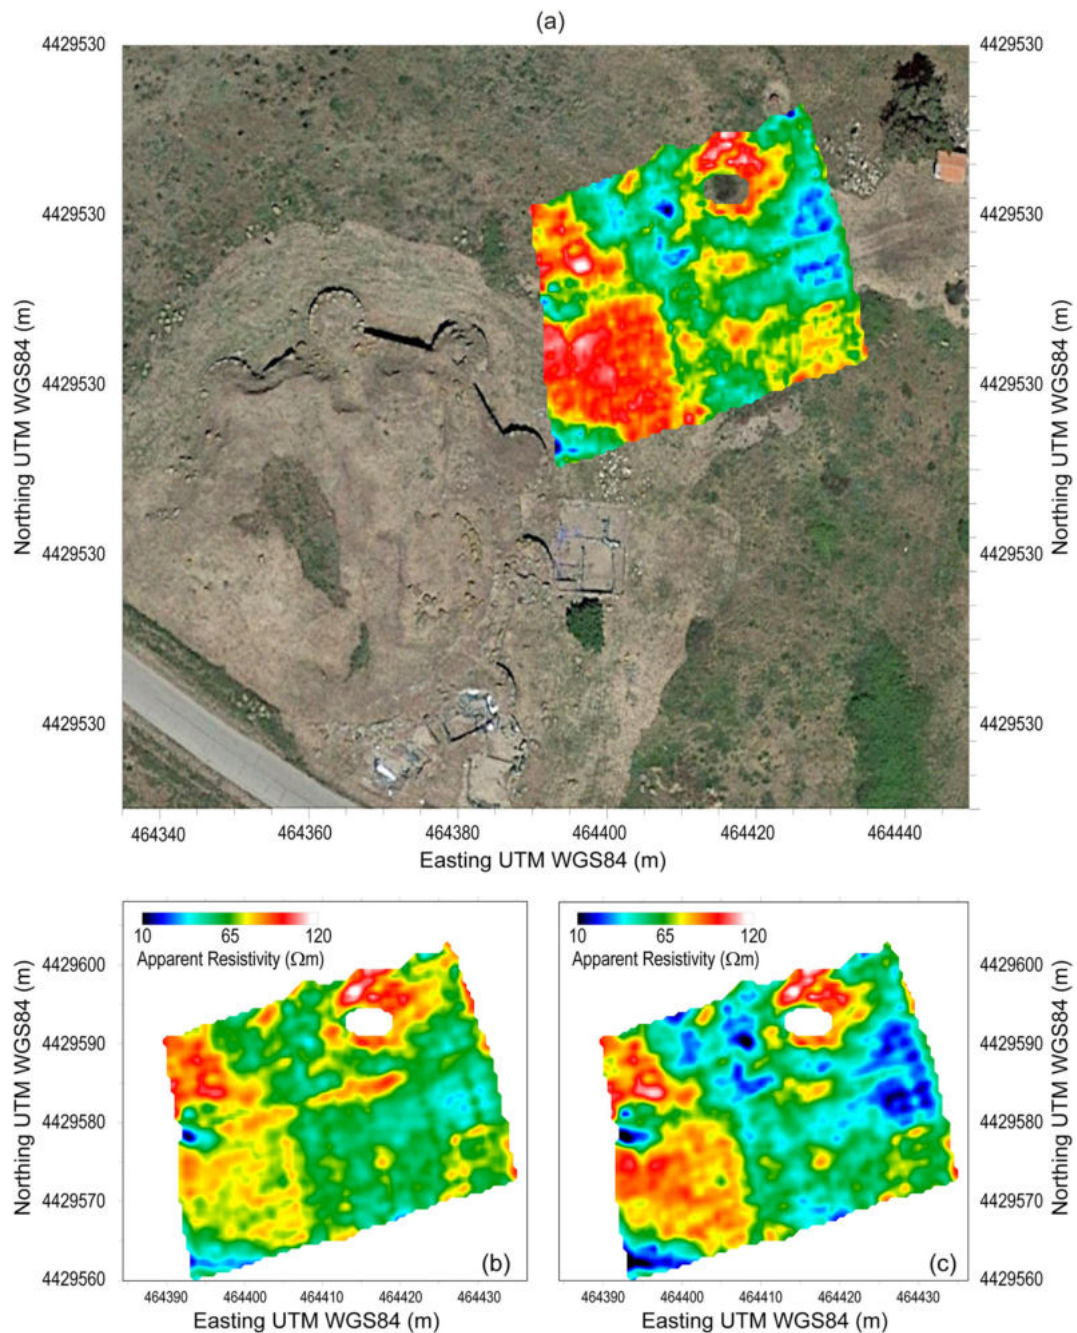 (a)
4429530 4429530
4429530 4429530
4429530 4429530
4429530 4429530
4429530 4429530
Northing UTM WGS84 (m)
Northing UTM WGS84 (m)
464340 464360 464380 464400 464420 464440
Easting UTM WGS84 (m)
10 65 120
Apparent Resistivity (Ωm)
10 65 120
Apparent Resistivity (Ωm)
4429600 4429600
4429590 4429590
4429580 4429580
4429570 4429570
4429560 4429560
Northing UTM WGS84 (m)
Northing UTM WGS84 (m)
(b)
(c)
464390 464400 464410 464420 464430
464390 464400 464410 464420 464430
Easting UTM WGS84 (m)
Easting UTM WGS84 (m)